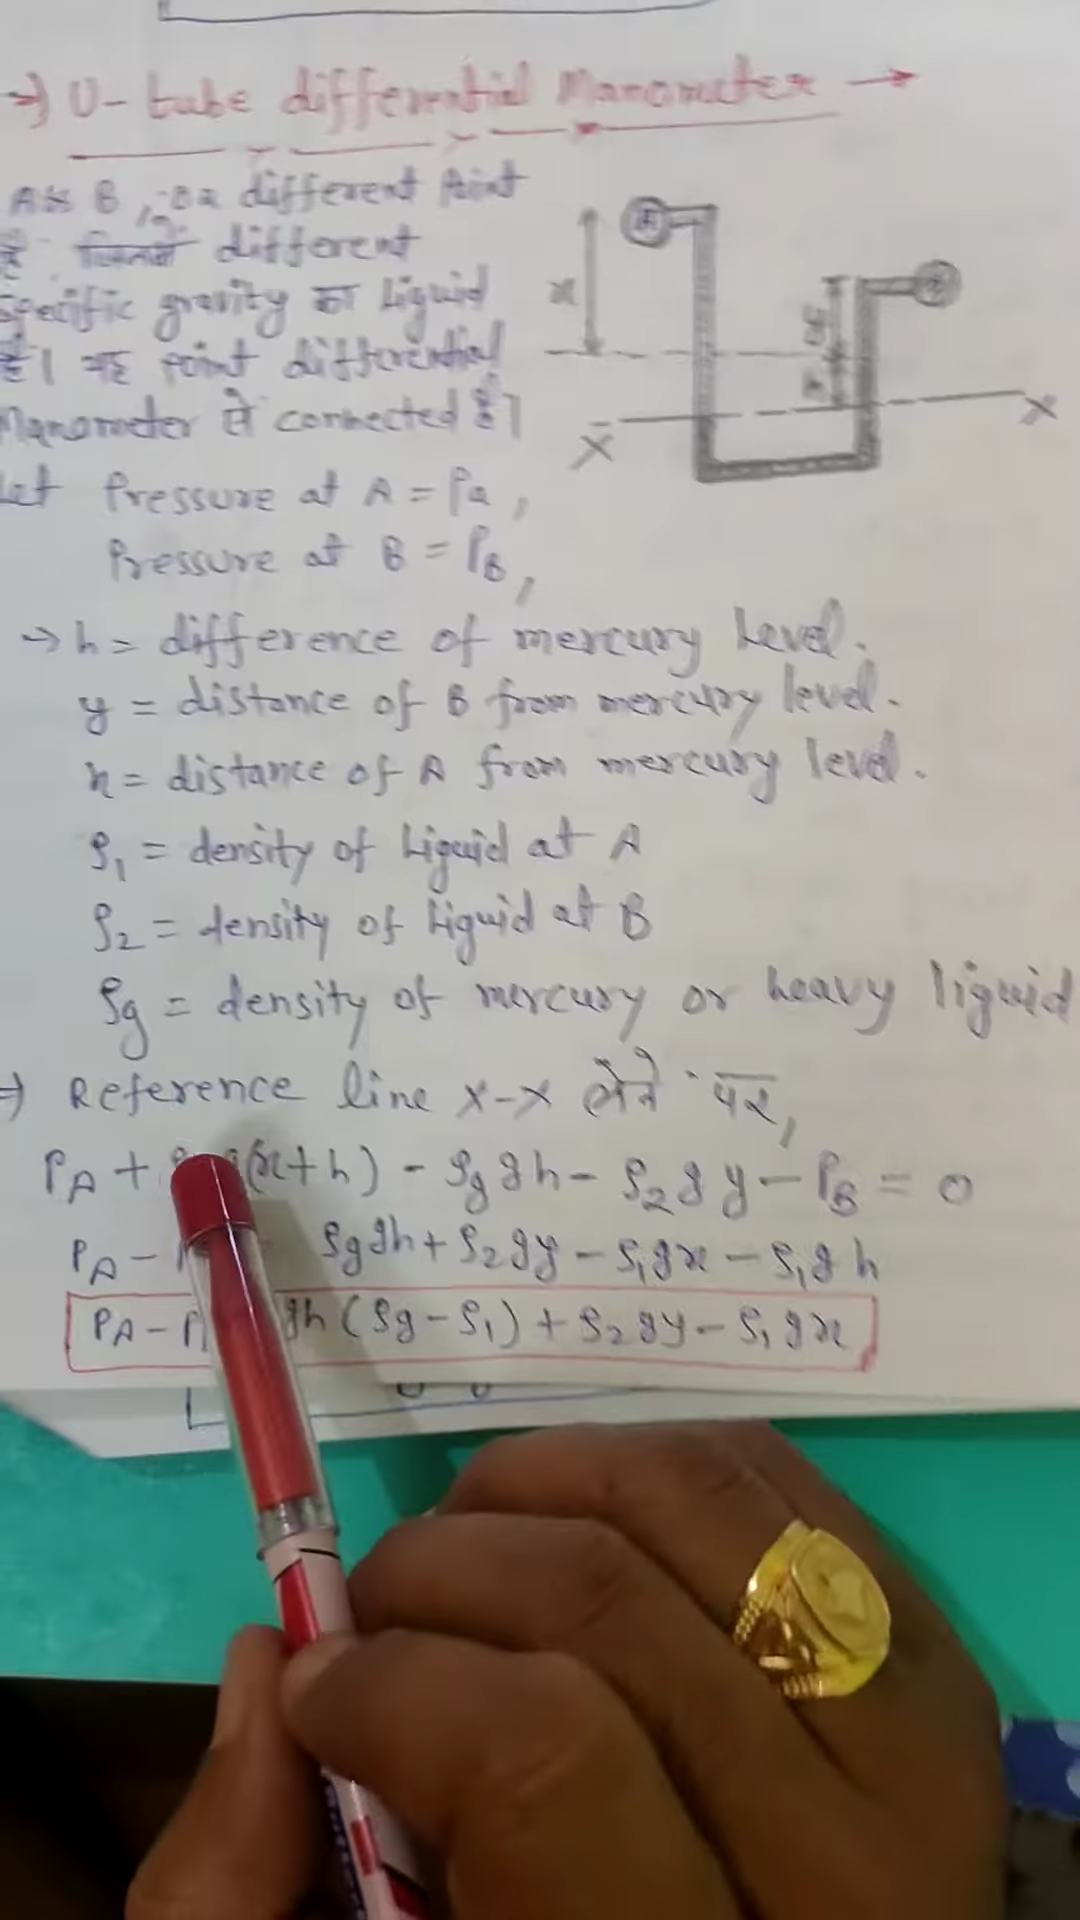 →) U-tube differential Manometer →
A तथा B, दो different Point
है जिनमें different
specific gravity का liquid
है। यह point differential
Manometer से connected है।
A
B
x
y
h
X
X
Let Pressure at A = Pa,
Pressure at B = PB,
→ h = difference of mercury level.
y = distance of B from mercury level.
x = distance of A from mercury level.
ρ₁ = density of liquid at A
ρ₂ = density of liquid at B
ρg = density of mercury or heavy liquid
⇒ Reference line X-X लेने पर,
PA + (x+h) - ρg gh - ρ₂ g y - PB = 0
PA - ρg gh + ρ₂ gy - ρ₁ gx - ρ₁ g h
PA - gh (ρg - ρ₁) + ρ₂ gy - ρ₁ gx